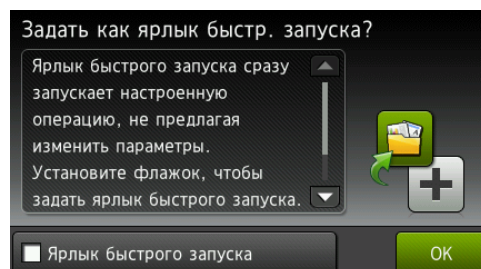 Задать как ярлык быстр. запуска?
Ярлык быстрого запуска сразу
запускает настроенную
операцию, не предлагая
изменить параметры.
Установите флажок, чтобы
задать ярлык быстрого запуска.
Ярлык быстрого запуска
OK